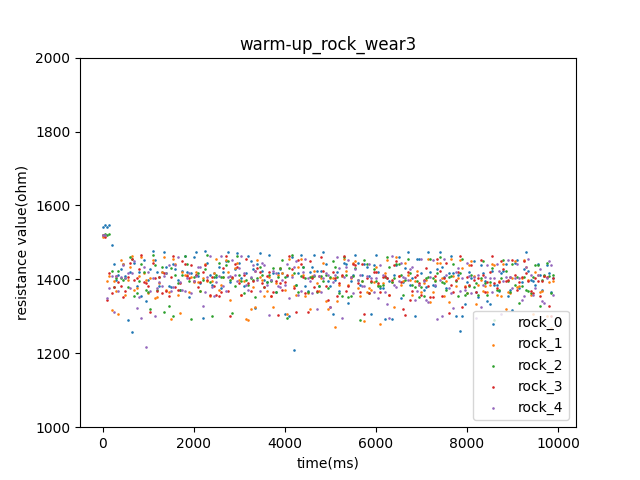 warm-up_rock_wear3
resistance value(ohm)
2000
1800
1600
1400
1200
1000
0
2000
4000
6000
8000
10000
time(ms)
rock_0
rock_1
rock_2
rock_3
rock_4